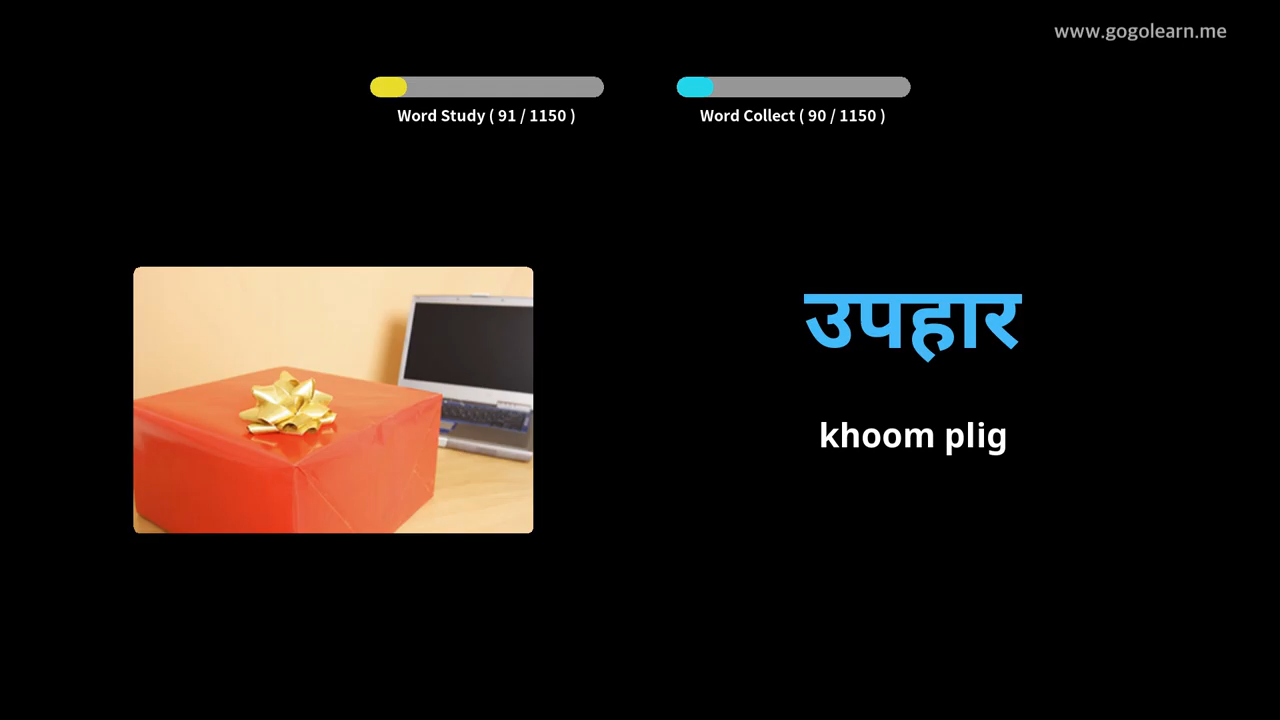 www.gogolearn.me
Word Study ( 91 / 1150 )
Word Collect ( 90 / 1150 )
उपहार
khoom plig